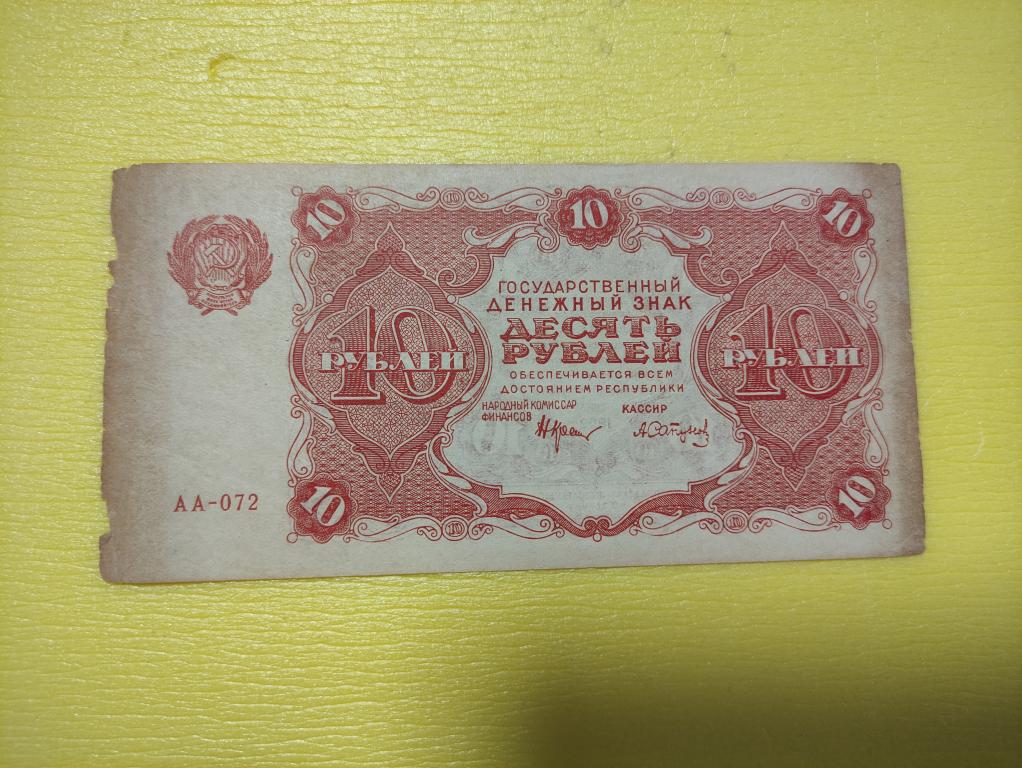 10 10 10
ГОСУДАРСТВЕННЫЙ
ДЕНЕЖНЫЙ ЗНАК
ДЕСЯТЬ
РУБЛЕЙ
10 РУБЛЕЙ
10 РУБЛЕЙ
ОБЕСПЕЧИВАЕТСЯ ВСЕМ
ДОСТОЯНИЕМ РЕСПУБЛИКИ
НАРОДНЫЙ КОМИССАР
ФИНАНСОВ
КАССИР
АА-072
10 10